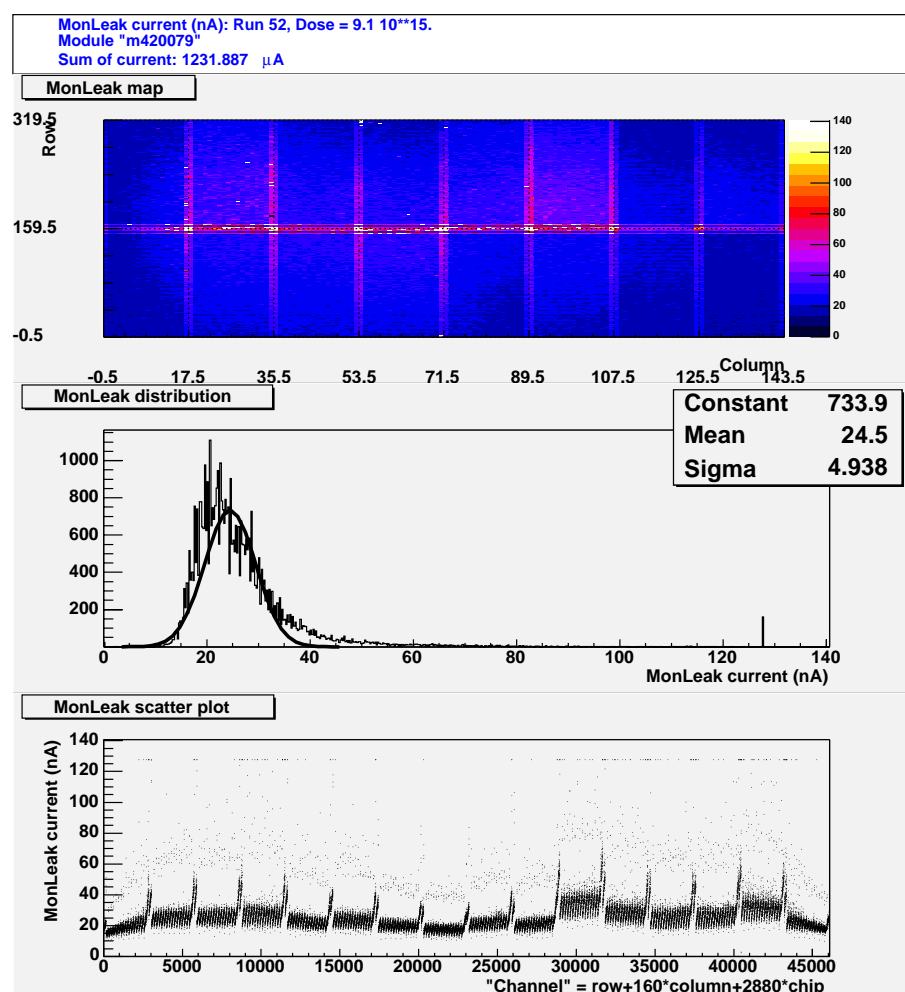 MonLeak current (nA): Run 52, Dose = 9.1 10**15.
Module "m420079"
Sum of current: 1231.887 μA
MonLeak map
319.5
Row
159.5
-0.5
140
120
100
80
60
40
20
0
-0.5 17.5 35.5 53.5 71.5 89.5 107.5 125.5 143.5
Column
MonLeak distribution
Constant 733.9
Mean 24.5
Sigma 4.938
1000
800
600
400
200
0 20 40 60 80 100 120 140
MonLeak current (nA)
MonLeak scatter plot
MonLeak current (nA)
140
120
100
80
60
40
20
0
0 5000 10000 15000 20000 25000 30000 35000 40000 45000
"Channel" = row+160*column+2880*chip